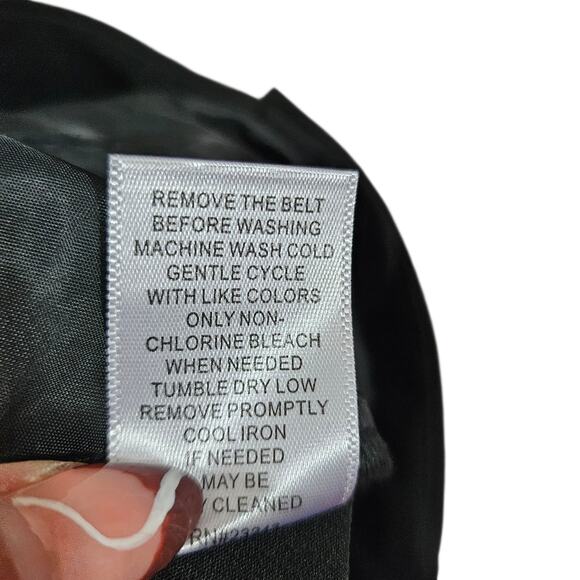 REMOVE THE BELT
BEFORE WASHING
MACHINE WASH COLD
GENTLE CYCLE
WITH LIKE COLORS
ONLY NON-
CHLORINE BLEACH
WHEN NEEDED
TUMBLE DRY LOW
REMOVE PROMPTLY
COOL IRON
IF NEEDED
MAY BE
CLEANED